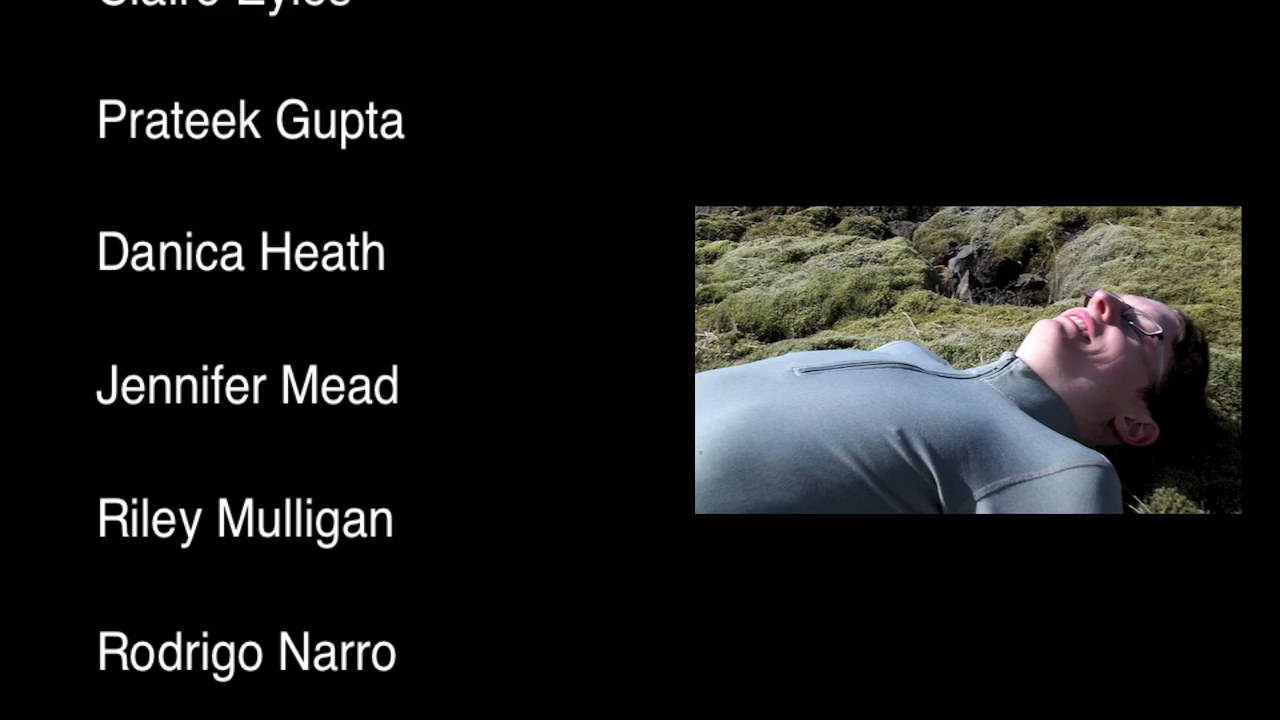 Prateek Gupta
Danica Heath
Jennifer Mead
Riley Mulligan
Rodrigo Narro